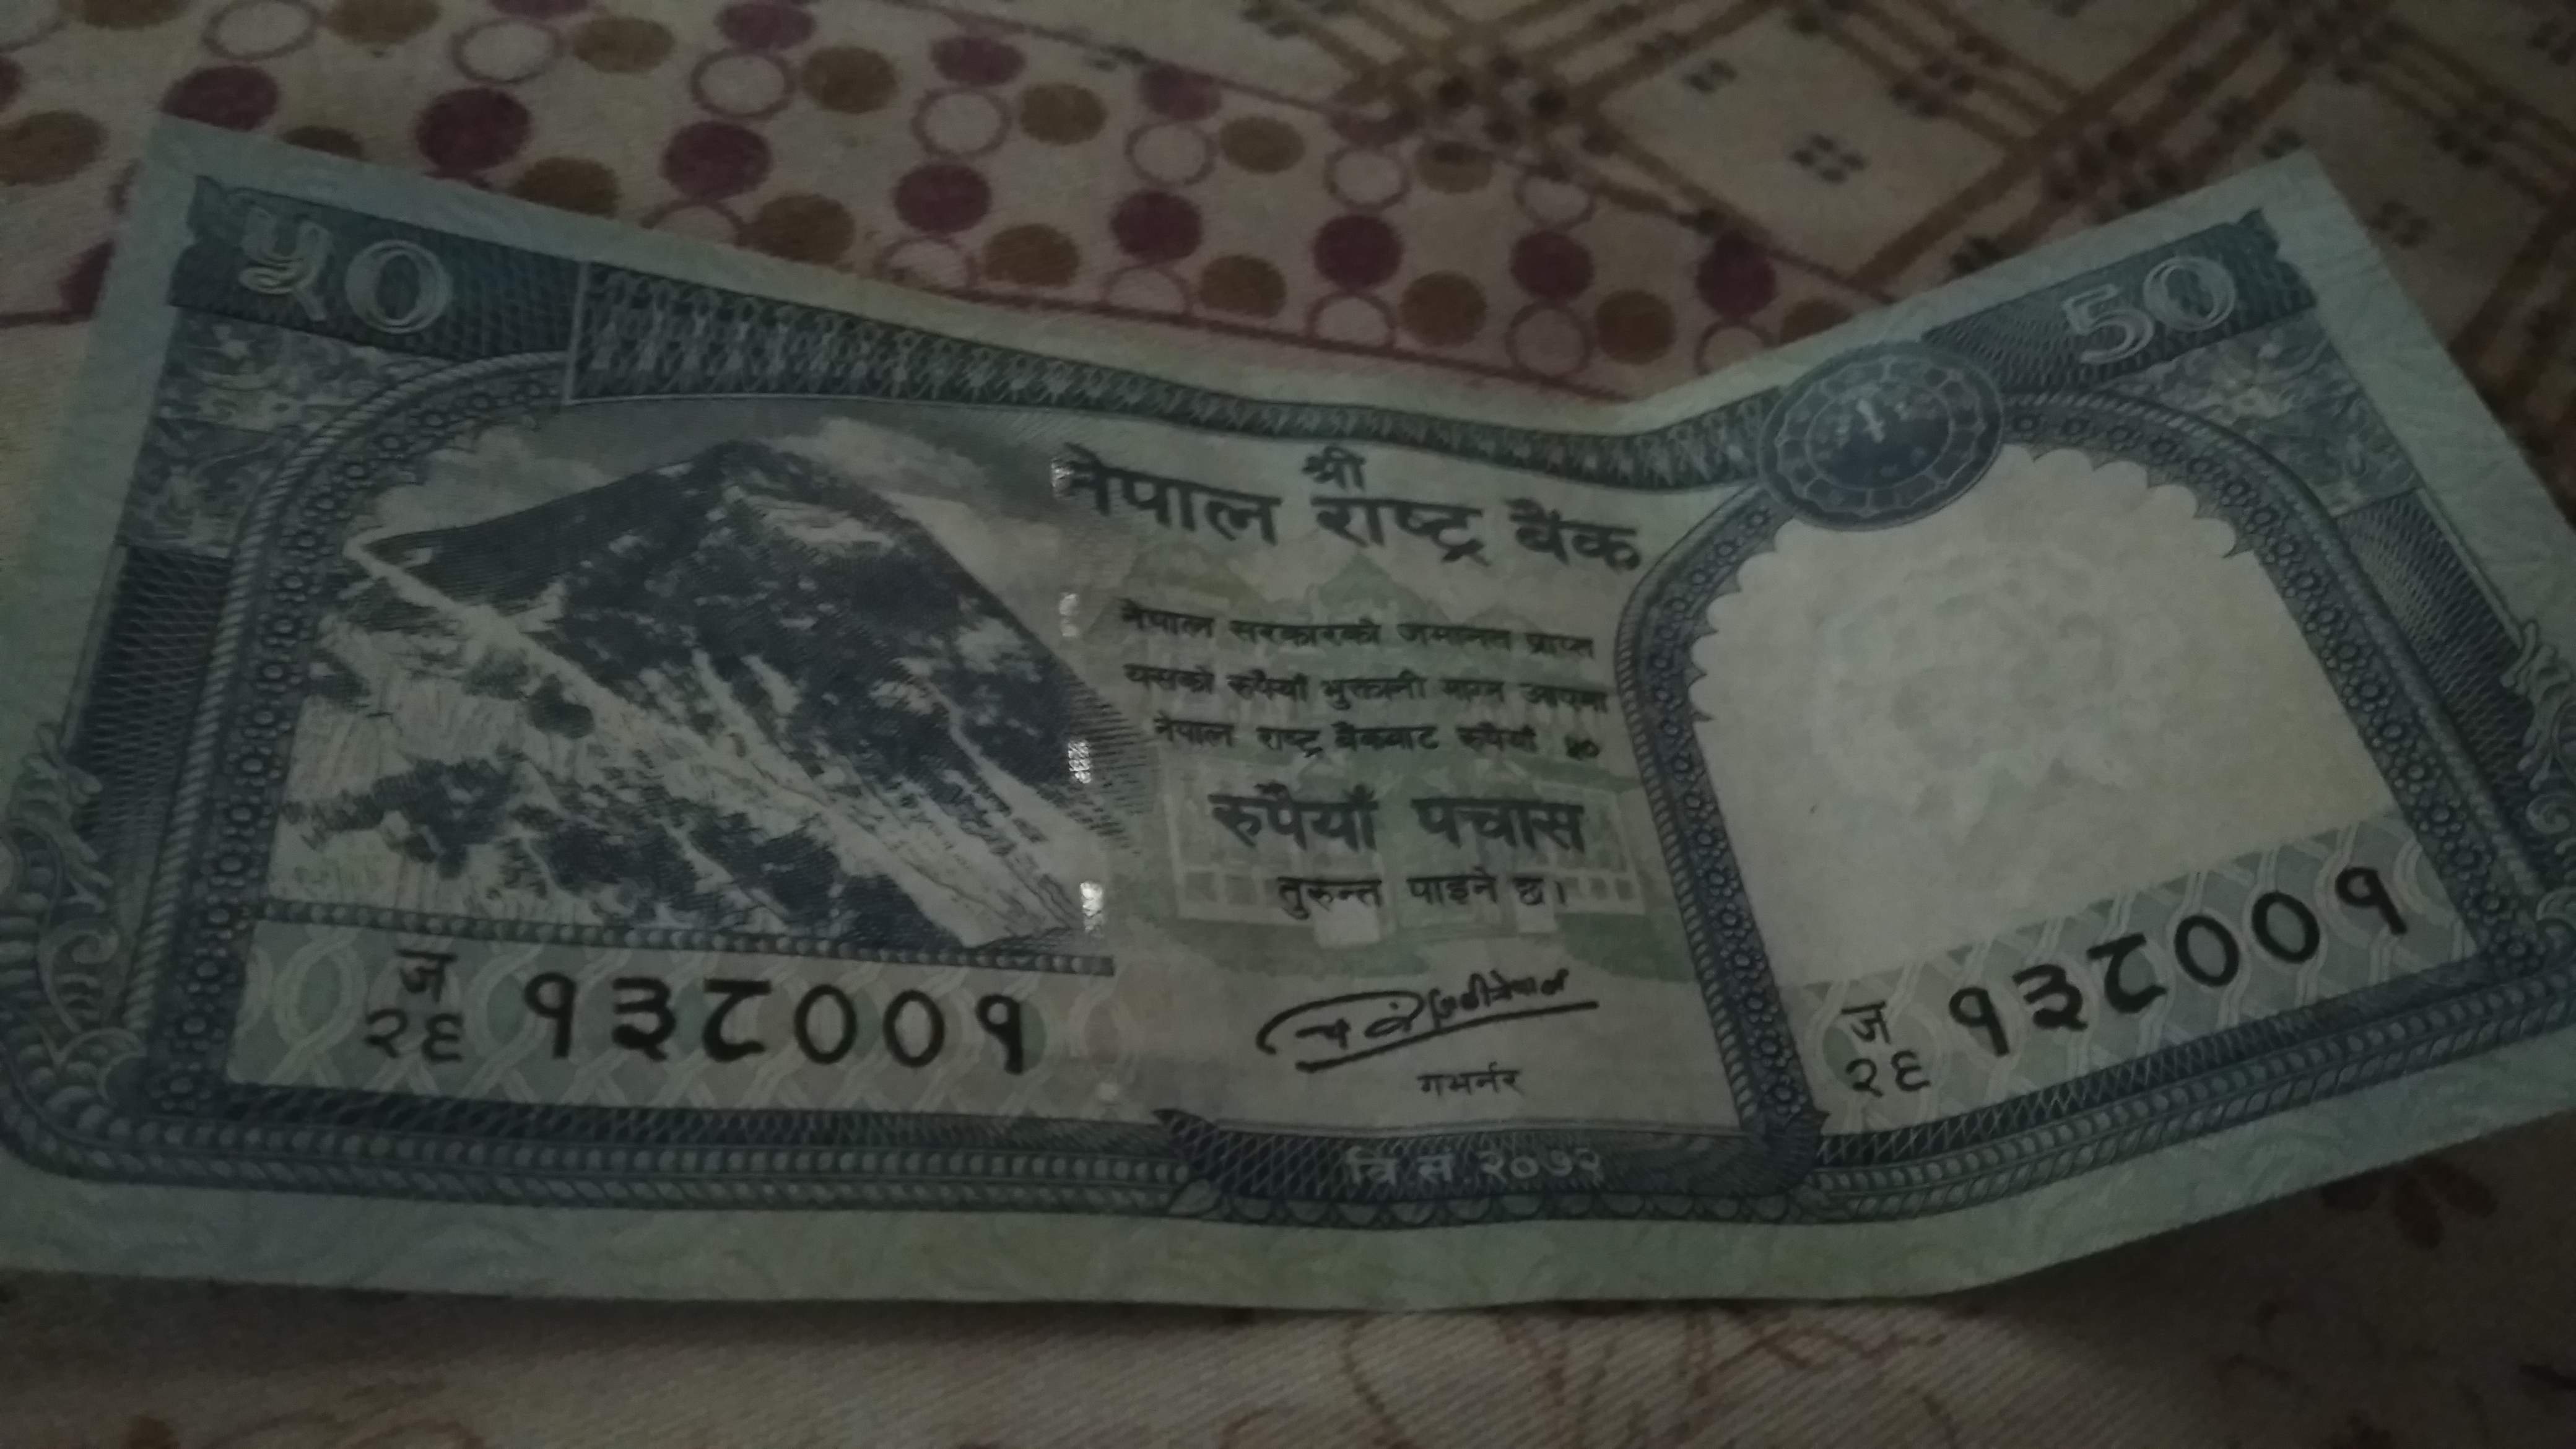 ५०
50
श्री
नेपाल राष्ट्र बैंक
नेपाल सरकारको जमानत प्राप्त
यसको रुपैयाँ भुक्तानी माग्न आएमा
नेपाल राष्ट्र बैंकबाट रुपैयाँ ५०
रुपैयाँ पचास
तुरुन्त पाइने छ।
ज
२६ १३८००१
ज
२६ १३८००१
गभर्नर
वि सं २०७२